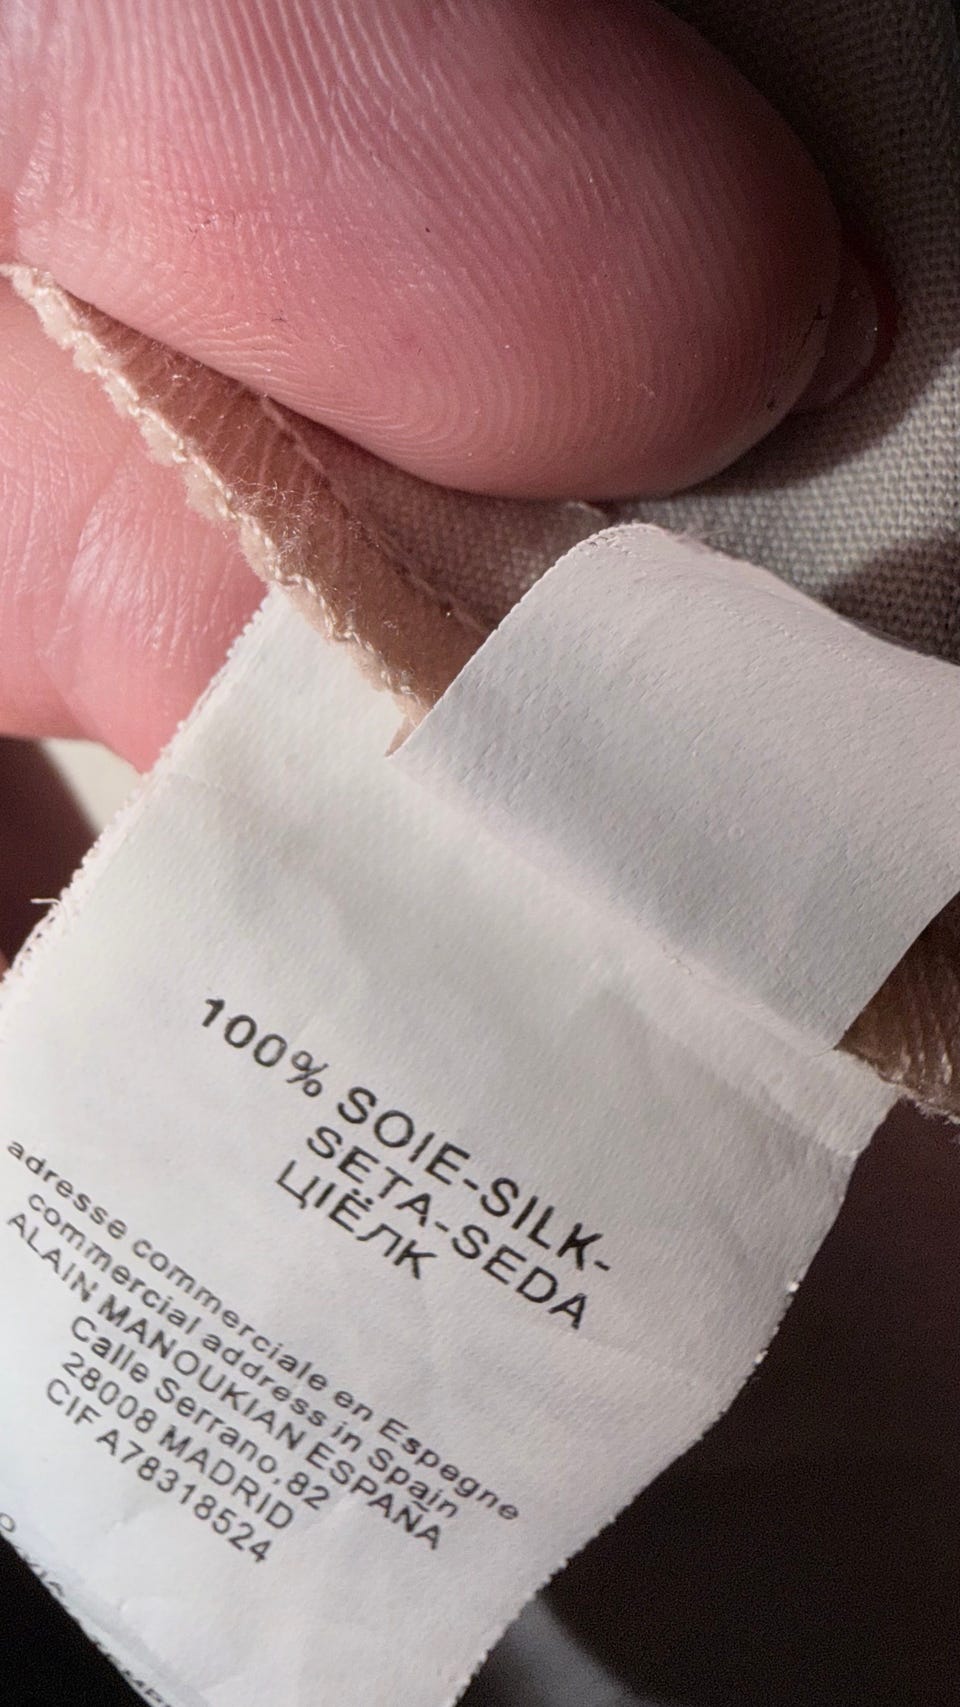 100% SOIE-SILK-
SETA-SEDA
ЦІЁЛК
adresse commerciale en Espegne
commercial address in Spain
ALAIN MANOUKIAN ESPAÑA
Calle Serrano,82
28008 MADRID
CIF A78318524